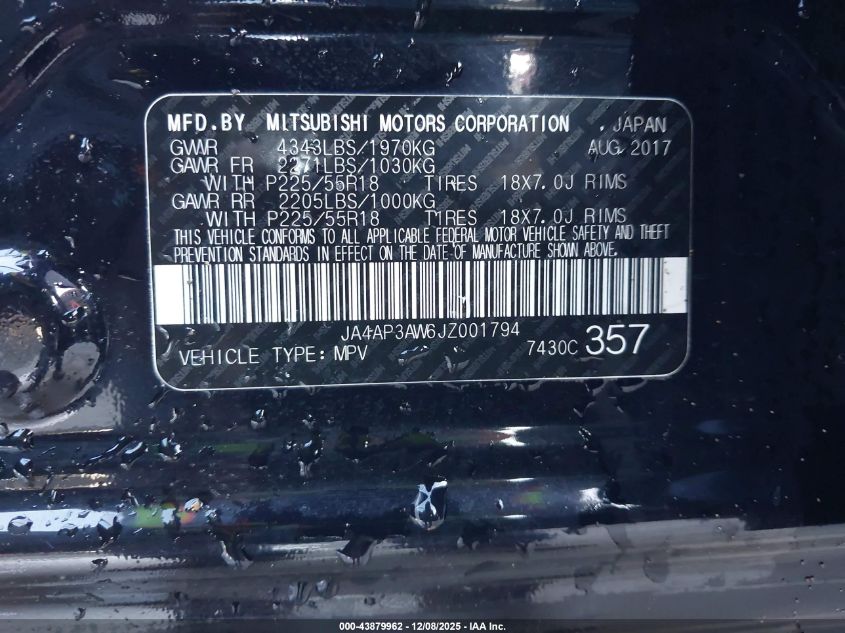 MFD.BY MITSUBISHI MOTORS CORPORATION , JAPAN
GVWR 4343LBS/1970KG AUG 2017
GAWR FR 2271LBS/1030KG
WITH P225/55R18 TIRES 18X7.0J RIMS
GAWR RR 2205LBS/1000KG
WITH P225/55R18 TIRES 18X7.0J RIMS
THIS VEHICLE CONFORMS TO ALL APPLICABLE FEDERAL MOTOR VEHICLE SAFETY AND THEFT
PREVENTION STANDARDS IN EFFECT ON THE DATE OF MANUFACTURE SHOWN ABOVE.
JA4AP3AW6JZ001794
VEHICLE TYPE: MPV 7430C 357
000-43879962 - 12/08/2025 - IAA Inc.